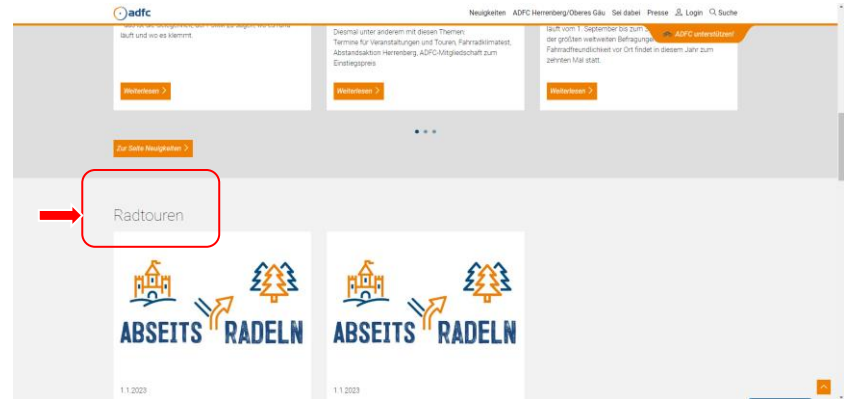 adfc
Neuigkeiten ADFC Herrenberg/Oberes Gäu Sei dabei Presse Login Suche
ADFC unterstützen!
läuft und wo es klemmt.
Weiterlesen
Diesmal unter anderem mit diesen Themen:
Termine für Veranstaltungen und Touren, Fahrradklimatest,
Abstandsaktion Herrenberg, ADFC-Mitgliedschaft zum
Einstiegspreis
Weiterlesen
läuft vom 1. September bis zum
der größten weltweiten Befragungen
Fahrradfreundlichkeit vor Ort findet in diesem Jahr zum
zehnten Mal statt.
Weiterlesen
Zur Seite Neuigkeiten
Radtouren
ABSEITS RADELN
1.1.2023
ABSEITS RADELN
1.1.2023